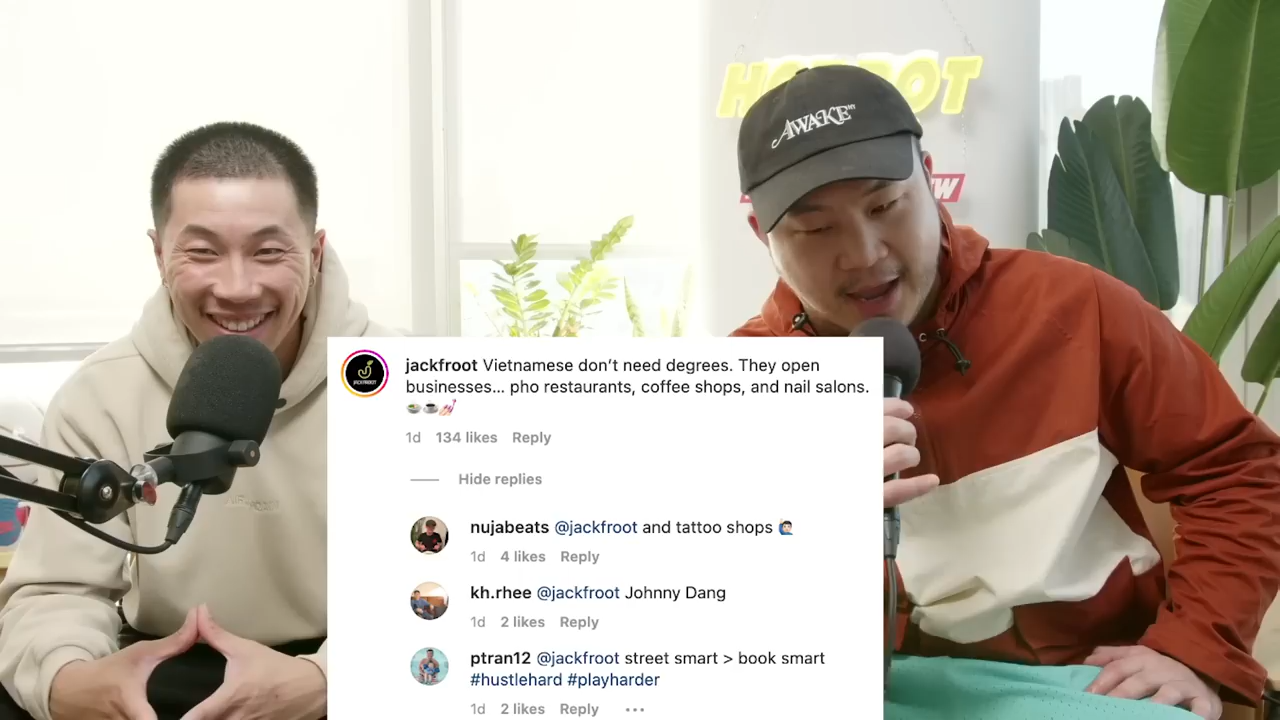 AWAKE NY
jackfroot Vietnamese don’t need degrees. They open
businesses... pho restaurants, coffee shops, and nail salons.
🍜☕💅🏻
1d 134 likes Reply
Hide replies
nujabeats @jackfroot and tattoo shops 🙋🏻‍♂️
1d 4 likes Reply
kh.rhee @jackfroot Johnny Dang
1d 2 likes Reply
ptran12 @jackfroot street smart > book smart
#hustlehard #playharder
1d 2 likes Reply ...